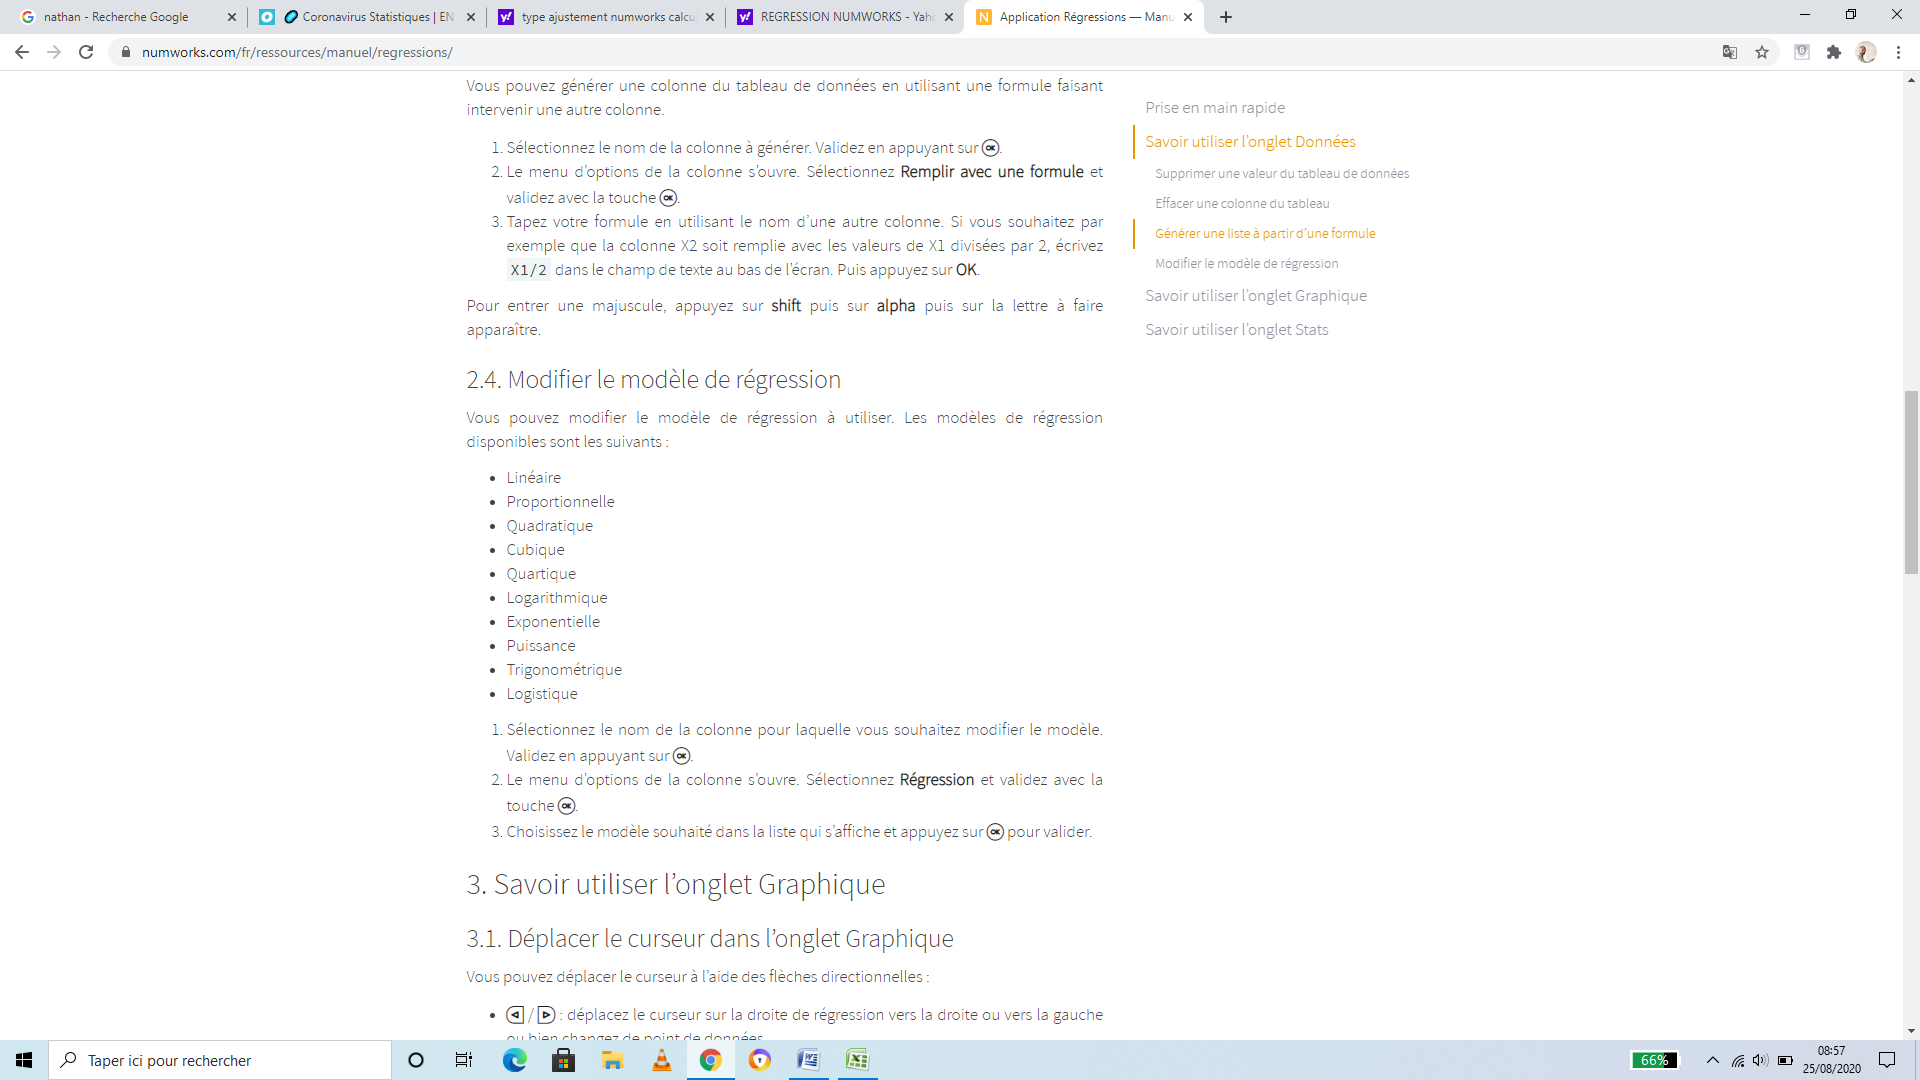 nathan - Recherche Google
Coronavirus Statistiques | EN
type ajustement numworks calcu
REGRESSION NUMWORKS - Yaho
Application Régressions — Manu
numworks.com/fr/ressources/manuel/regressions/
Vous pouvez générer une colonne du tableau de données en utilisant une formule faisant
intervenir une autre colonne.
1. Sélectionnez le nom de la colonne à générer. Validez en appuyant sur OK.
2. Le menu d’options de la colonne s’ouvre. Sélectionnez Remplir avec une formule et
validez avec la touche OK.
3. Tapez votre formule en utilisant le nom d’une autre colonne. Si vous souhaitez par
exemple que la colonne X2 soit remplie avec les valeurs de X1 divisées par 2, écrivez
X1/2 dans le champ de texte au bas de l’écran. Puis appuyez sur OK.
Pour entrer une majuscule, appuyez sur shift puis sur alpha puis sur la lettre à faire
apparaître.
2.4. Modifier le modèle de régression
Vous pouvez modifier le modèle de régression à utiliser. Les modèles de régression
disponibles sont les suivants :
• Linéaire
• Proportionnelle
• Quadratique
• Cubique
• Quartique
• Logarithmique
• Exponentielle
• Puissance
• Trigonométrique
• Logistique
1. Sélectionnez le nom de la colonne pour laquelle vous souhaitez modifier le modèle.
Validez en appuyant sur OK.
2. Le menu d’options de la colonne s’ouvre. Sélectionnez Régression et validez avec la
touche OK.
3. Choisissez le modèle souhaité dans la liste qui s’affiche et appuyez sur OK pour valider.
3. Savoir utiliser l’onglet Graphique
3.1. Déplacer le curseur dans l’onglet Graphique
Vous pouvez déplacer le curseur à l’aide des flèches directionnelles :
• / : déplacez le curseur sur la droite de régression vers la droite ou vers la gauche
ou bien changez de point de données
Prise en main rapide
Savoir utiliser l’onglet Données
Supprimer une valeur du tableau de données
Effacer une colonne du tableau
Générer une liste à partir d’une formule
Modifier le modèle de régression
Savoir utiliser l’onglet Graphique
Savoir utiliser l’onglet Stats
Taper ici pour rechercher
66%
08:57
25/08/2020